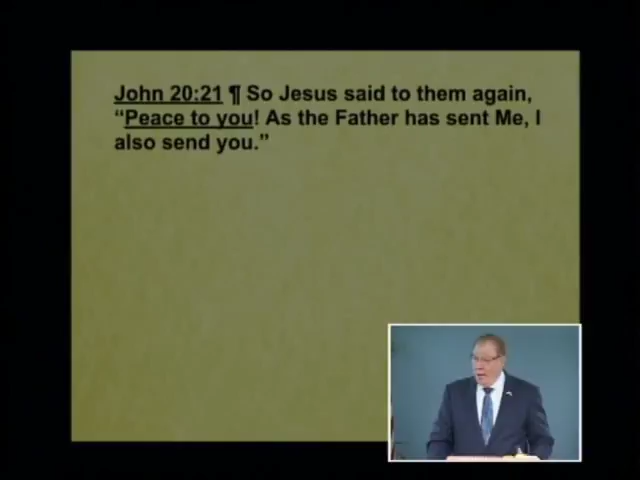 John 20:21 ¶ So Jesus said to them again,
“Peace to you! As the Father has sent Me, I
also send you.”